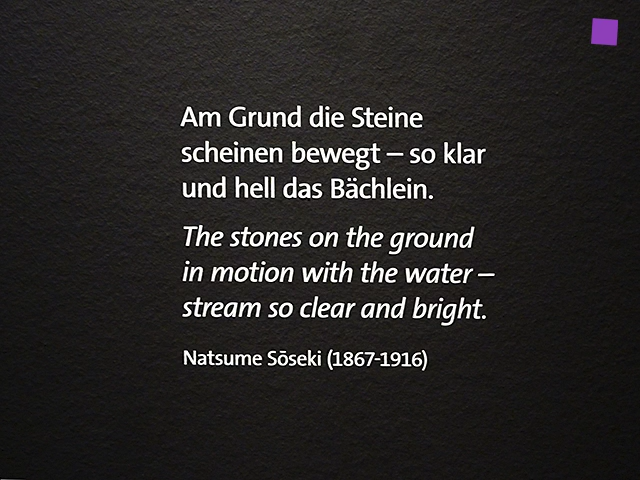 Am Grund die Steine
scheinen bewegt – so klar
und hell das Bächlein.
The stones on the ground
in motion with the water –
stream so clear and bright.
Natsume Sōseki (1867-1916)